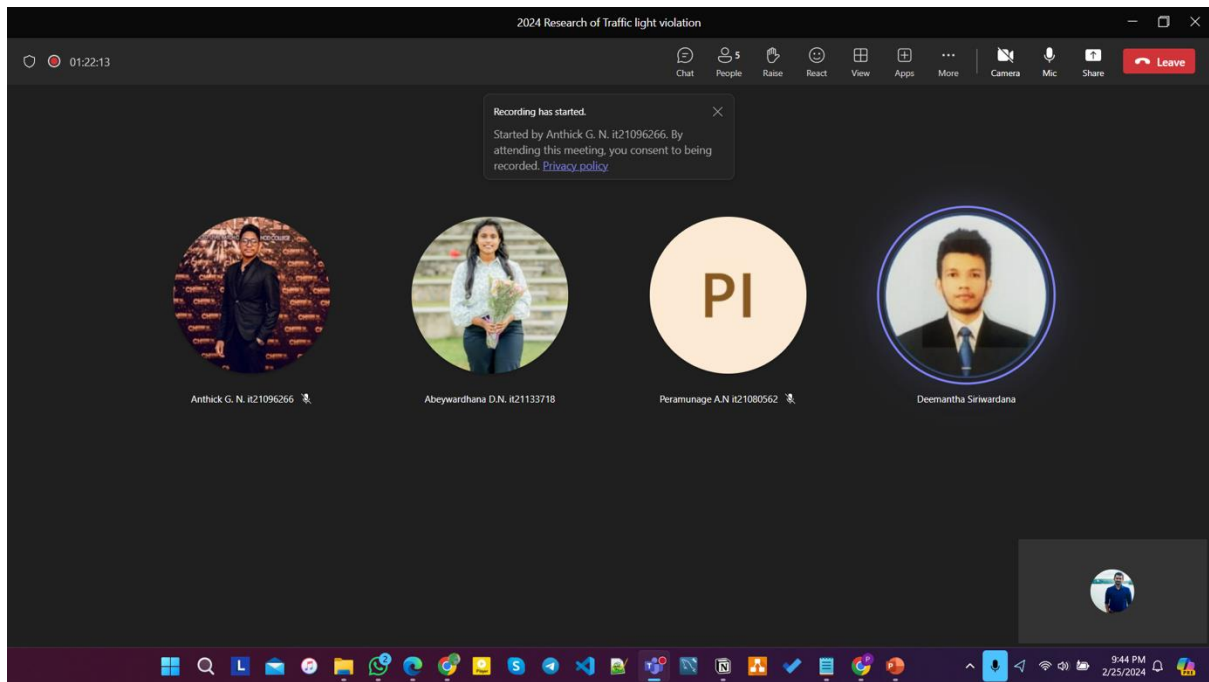 2024 Research of Traffic light violation
01:22:13
5
Chat
People
Raise
React
View
Apps
More
Camera
Mic
Share
Leave
Recording has started.
Started by Anthick G. N. it21096266. By
attending this meeting, you consent to being
recorded. Privacy policy
PI
Anthick G. N. it21096266
Abeywardhana D.N. it21133718
Peramunage A.N it21080562
Deemantha Siriwardana
9:44 PM
2/25/2024